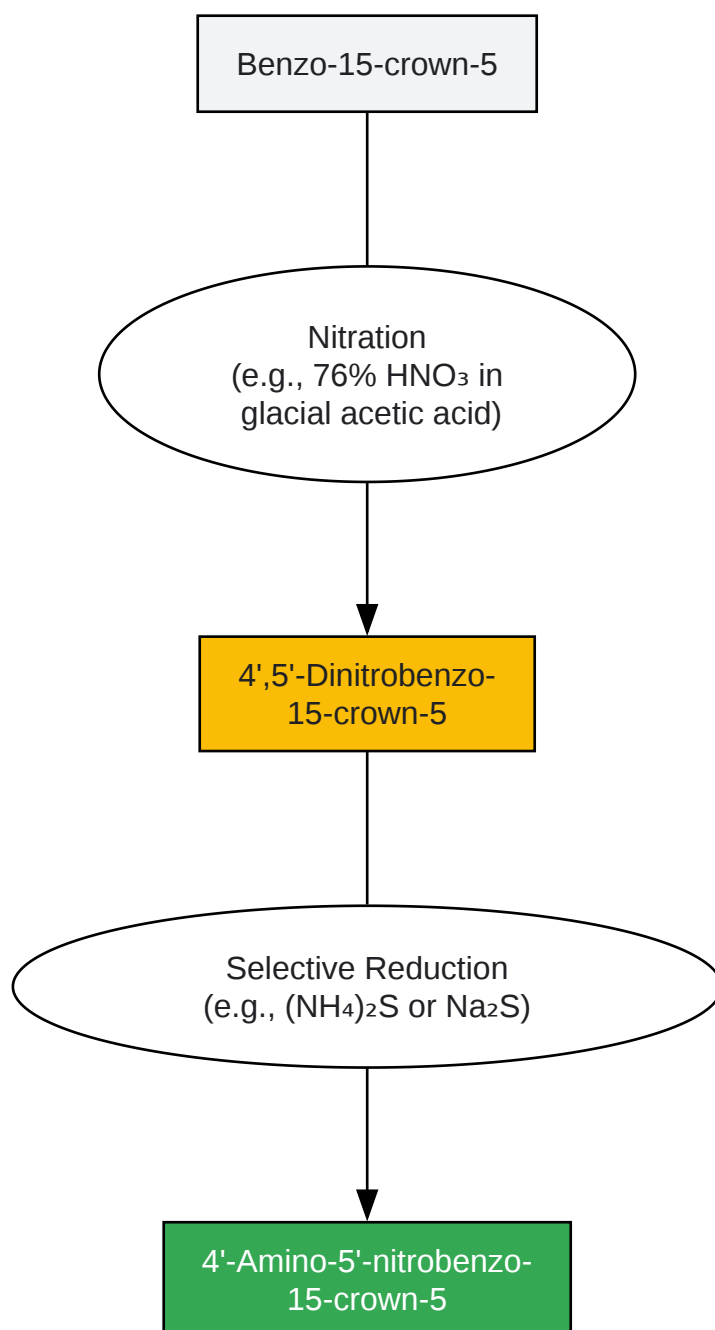 Benzo-15-crown-5
Nitration
(e.g., 76% HNO₃ in
glacial acetic acid)
4',5'-Dinitrobenzo-
15-crown-5
Selective Reduction
(e.g., (NH₄)₂S or Na₂S)
4'-Amino-5'-nitrobenzo-
15-crown-5